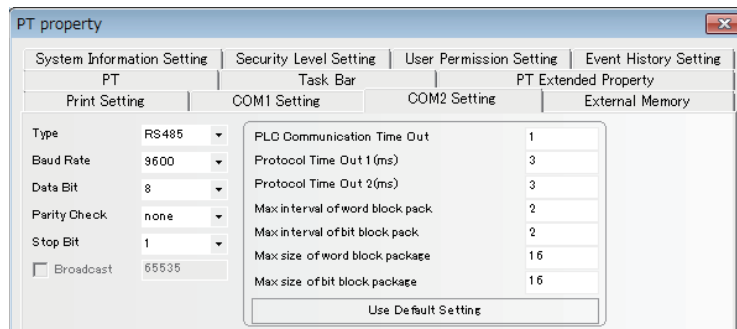 PT property
System Information Setting Security Level Setting User Permission Setting Event History Setting
PT Task Bar PT Extended Property
Print Setting COM1 Setting COM2 Setting External Memory
Type RS485 PLC Communication Time Out 1
Baud Rate 9600 Protocol Time Out 1(ms) 3
Data Bit 8 Protocol Time Out 2(ms) 3
Parity Check none Max interval of word block pack 2
Stop Bit 1 Max interval of bit block pack 2
Broadcast 65535 Max size of word block package 16
Max size of bit block package 16
Use Default Setting